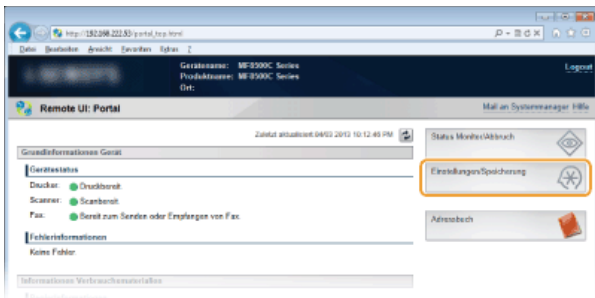 http://192.168.222.53/portal_top.html
Datei Bearbeiten Ansicht Favoriten Extras ?
Gerätename: MF8500C Series
Produktname: MF8500C Series
Ort:
Logout
Remote UI: Portal
Mail an Systemmanager Hilfe
Zuletzt aktualisiert 04/03 2013 10:12:48 PM
Grundinformationen Gerät
Gerätestatus
Drucker: Druckbereit.
Scanner: Scanbereit.
Fax: Bereit zum Senden oder Empfangen von Fax.
Fehlerinformationen
Keine Fehler.
Informationen Verbrauchsmaterialien
Status Monitor/Abbruch
Einstellungen/Speicherung
Adressbuch